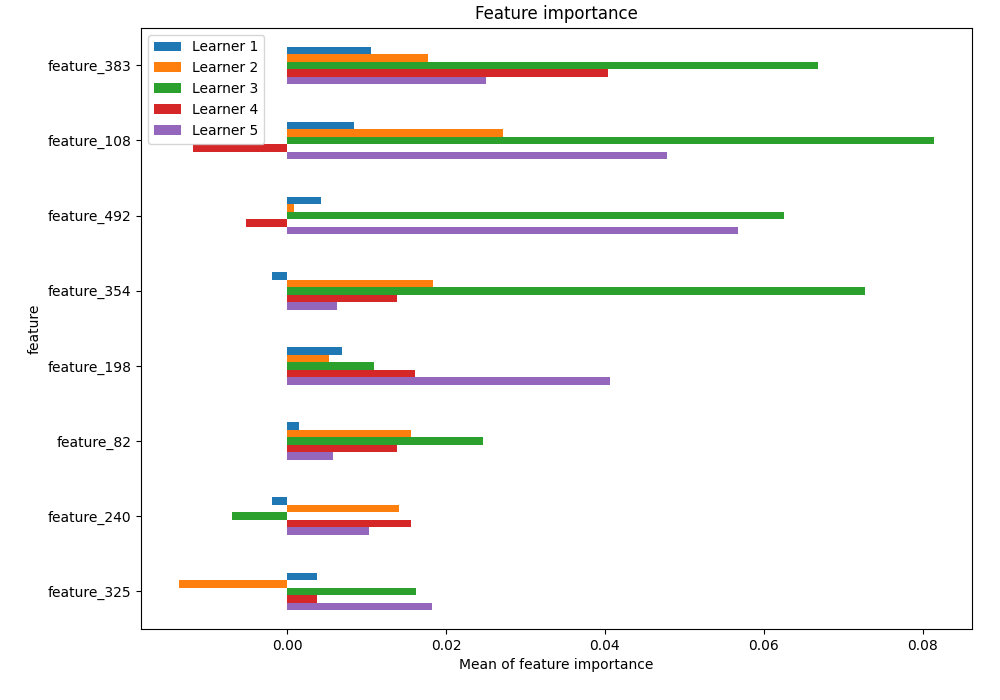 Feature importance
Learner 1
Learner 2
Learner 3
Learner 4
Learner 5
feature_383
feature_108
feature_492
feature_354
feature_198
feature_82
feature_240
feature_325
feature
0.00 0.02 0.04 0.06 0.08
Mean of feature importance